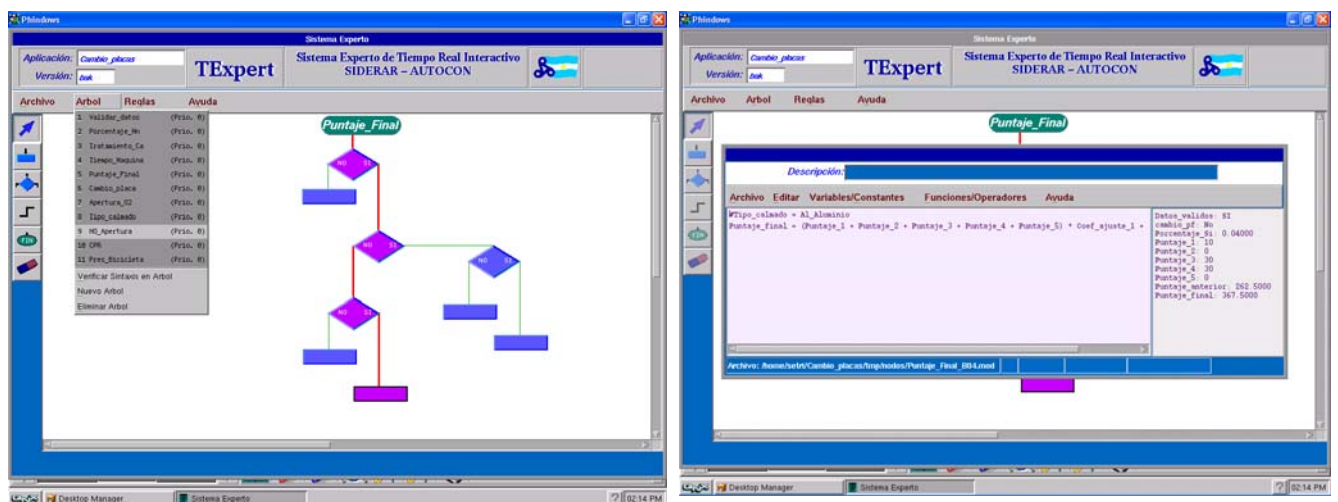 Phindows
Sistema Experto
Aplicación: Cambio_placas
Versión: bak
TExpert
Sistema Experto de Tiempo Real Interactivo
SIDERAR – AUTOCON
Archivo Arbol Reglas Ayuda
1 Validar_datos (Prio. 0)
2 Porcentaje_Mn (Prio. 0)
3 Tratamiento_Ca (Prio. 0)
4 Tiempo_Maquina (Prio. 0)
5 Puntaje_Final (Prio. 0)
6 Cambio_placa (Prio. 0)
7 Apertura_O2 (Prio. 0)
8 Tipo_calmado (Prio. 0)
9 HO_Apertura (Prio. 0)
10 CPR (Prio. 0)
11 Pres_Bicicleta (Prio. 0)
Verificar Sintaxis en Arbol
Nuevo Arbol
Eliminar Arbol
Puntaje_Final
NO SI
NO SI
NO SI
NO SI
FIN
Desktop Manager
Sistema Experto
02:14 PM
Phindows
Sistema Experto
Aplicación: Cambio_placas
Versión: bak
TExpert
Sistema Experto de Tiempo Real Interactivo
SIDERAR – AUTOCON
Archivo Arbol Reglas Ayuda
Puntaje_Final
FIN
Descripción:
Archivo Editar Variables/Constantes Funciones/Operadores Ayuda
#Tipo_calmado = Al_Aluminio
Puntaje_final = (Puntaje_1 + Puntaje_2 + Puntaje_3 + Puntaje_4 + Puntaje_5) * Coef_ajuste_1 +
Datos_validos: SI
cambio_pf: No
Porcentaje_Si: 0.04000
Puntaje_1: 10
Puntaje_2: 0
Puntaje_3: 30
Puntaje_4: 30
Puntaje_5: 0
Puntaje_anterior: 262.5000
Puntaje_final: 367.5000
Archivo: /home/setri/Cambio_placas/tmp/nodos/Puntaje_Final_B04.mod
Desktop Manager
Sistema Experto
02:14 PM